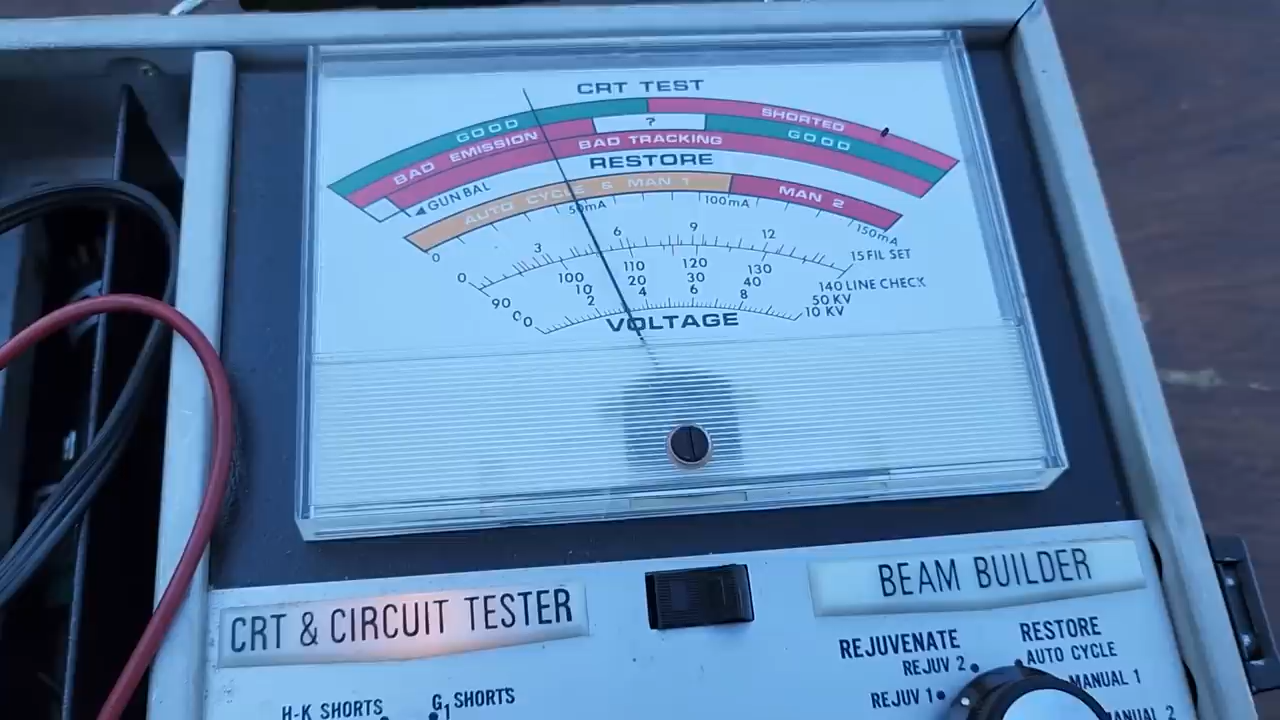 CRT TEST
GOOD
SHORTED
BAD EMISSION
?
GOOD
BAD TRACKING
RESTORE
◄GUN BAL
AUTO CYCLE & MAN 1
MAN 2
0
50mA
100mA
150mA
0
3
6
9
12
15 FIL SET
90
100
110
120
130
140 LINE CHECK
0
10
20
30
40
50 KV
0
2
4
6
8
10 KV
VOLTAGE
CRT & CIRCUIT TESTER
BEAM BUILDER
REJUVENATE
RESTORE
REJUV 2
AUTO CYCLE
REJUV 1
MANUAL 1
MANUAL 2
H-K SHORTS
G1 SHORTS